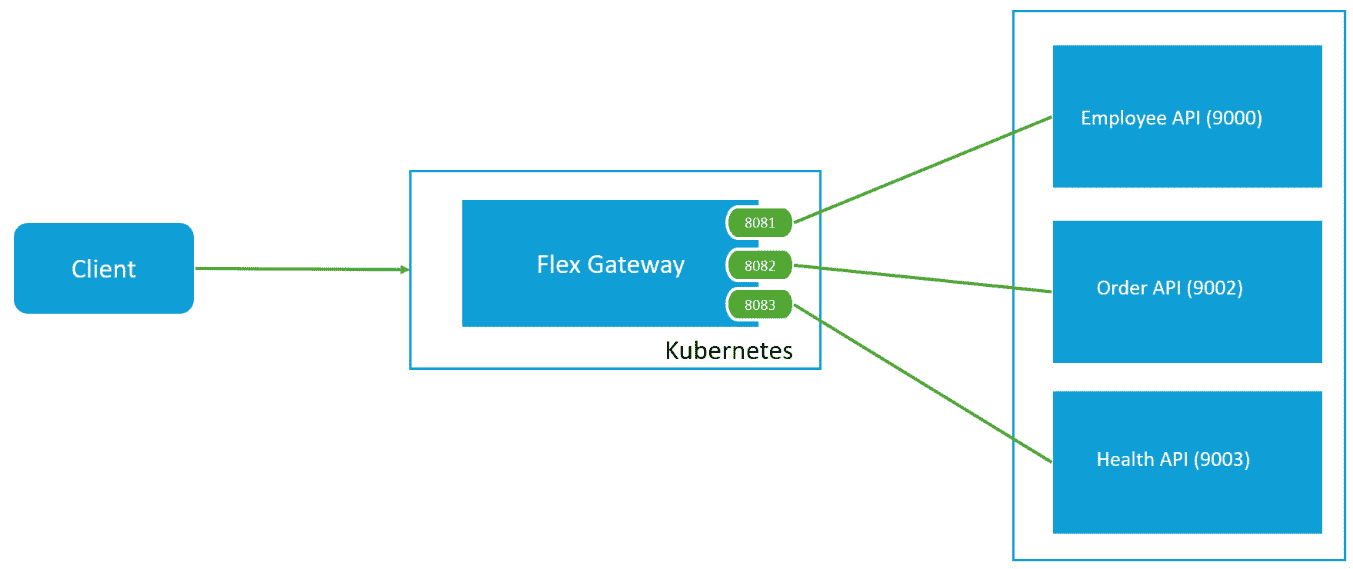 Client
Flex Gateway
8081
8082
8083
Kubernetes
Employee API (9000)
Order API (9002)
Health API (9003)